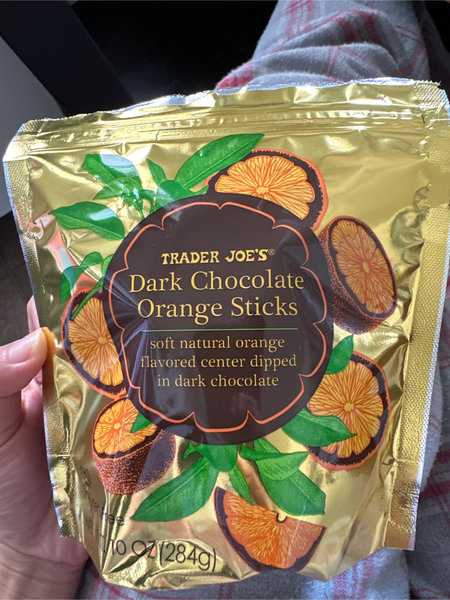 TRADER JOE'S®
Dark Chocolate
Orange Sticks
soft natural orange
flavored center dipped
in dark chocolate
10 OZ (284g)